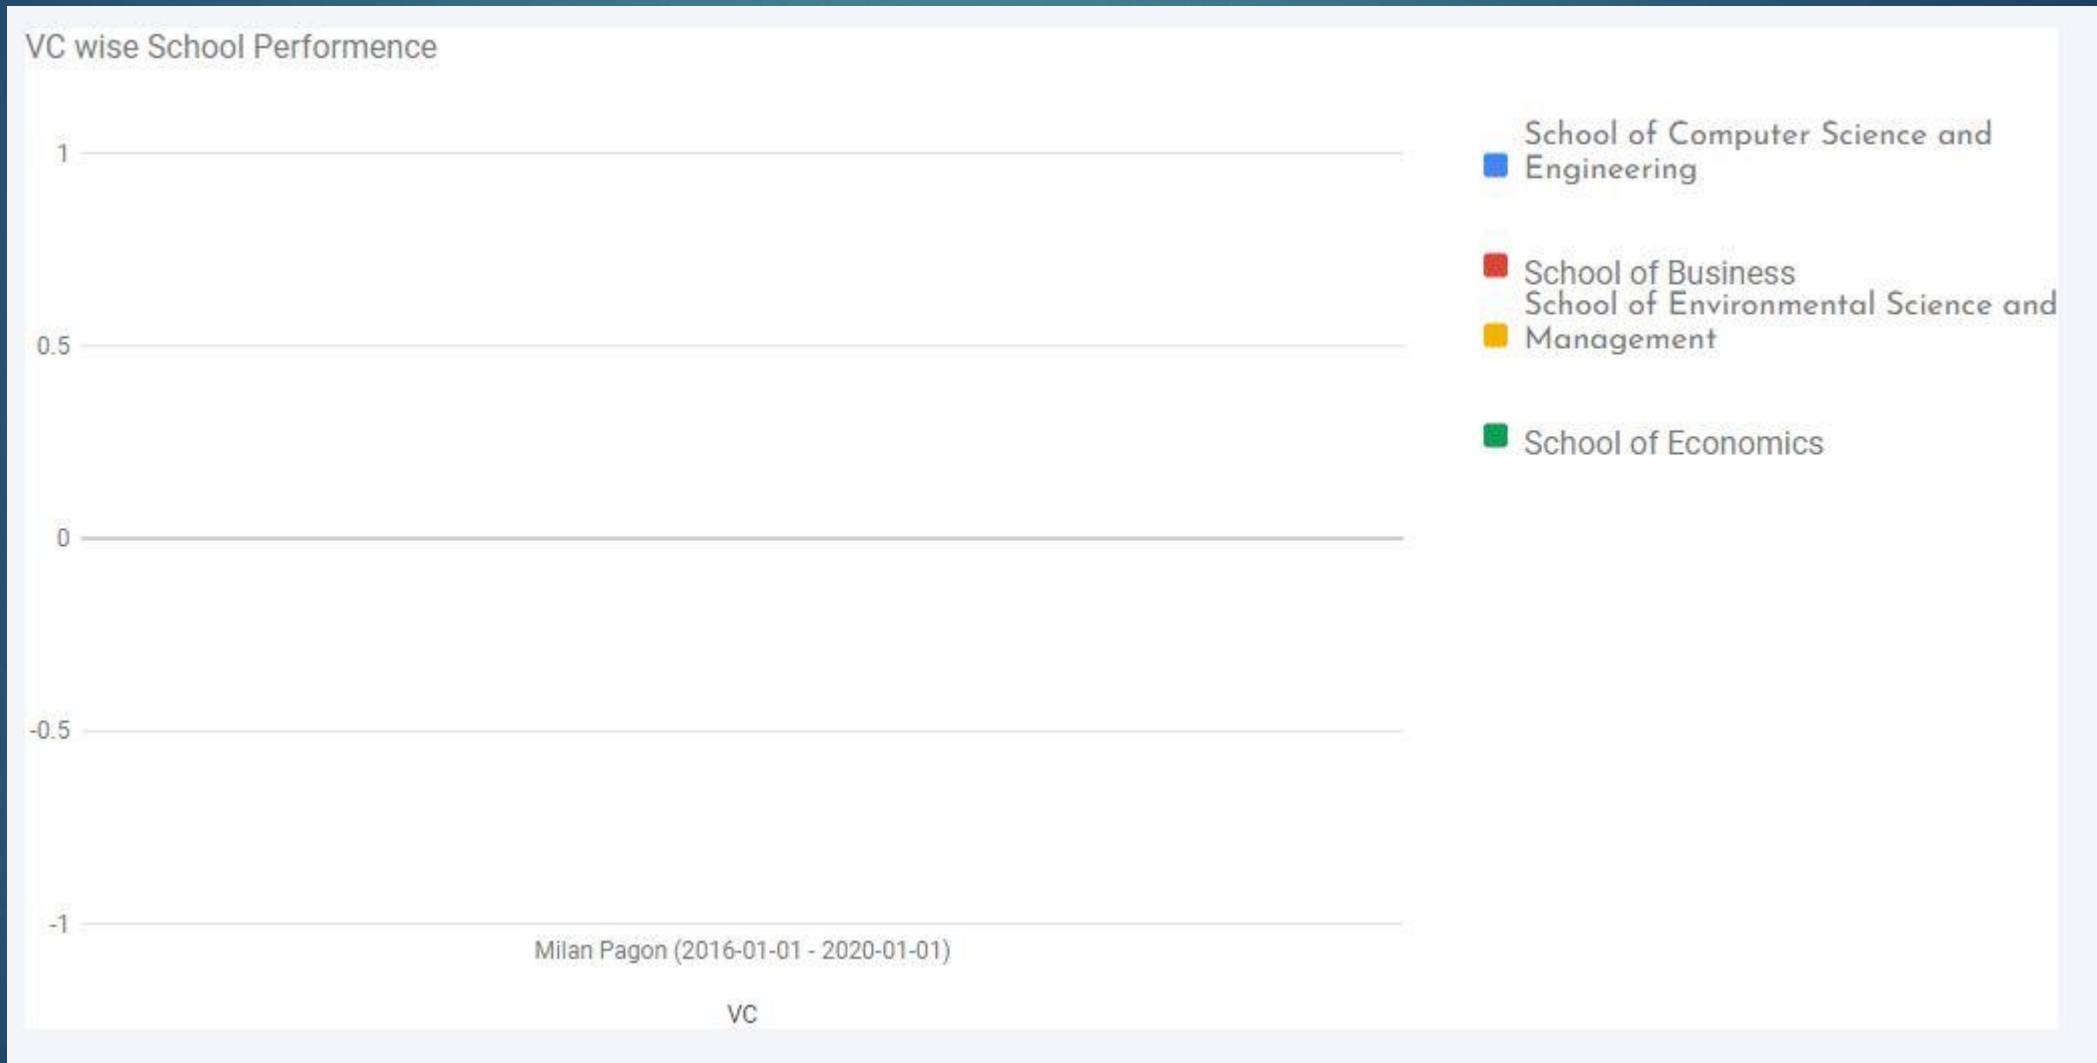 VC wise School Performence
1
0.5
0
-0.5
-1
Milan Pagon (2016-01-01 - 2020-01-01)
VC
School of Computer Science and
Engineering
School of Business
School of Environmental Science and
Management
School of Economics